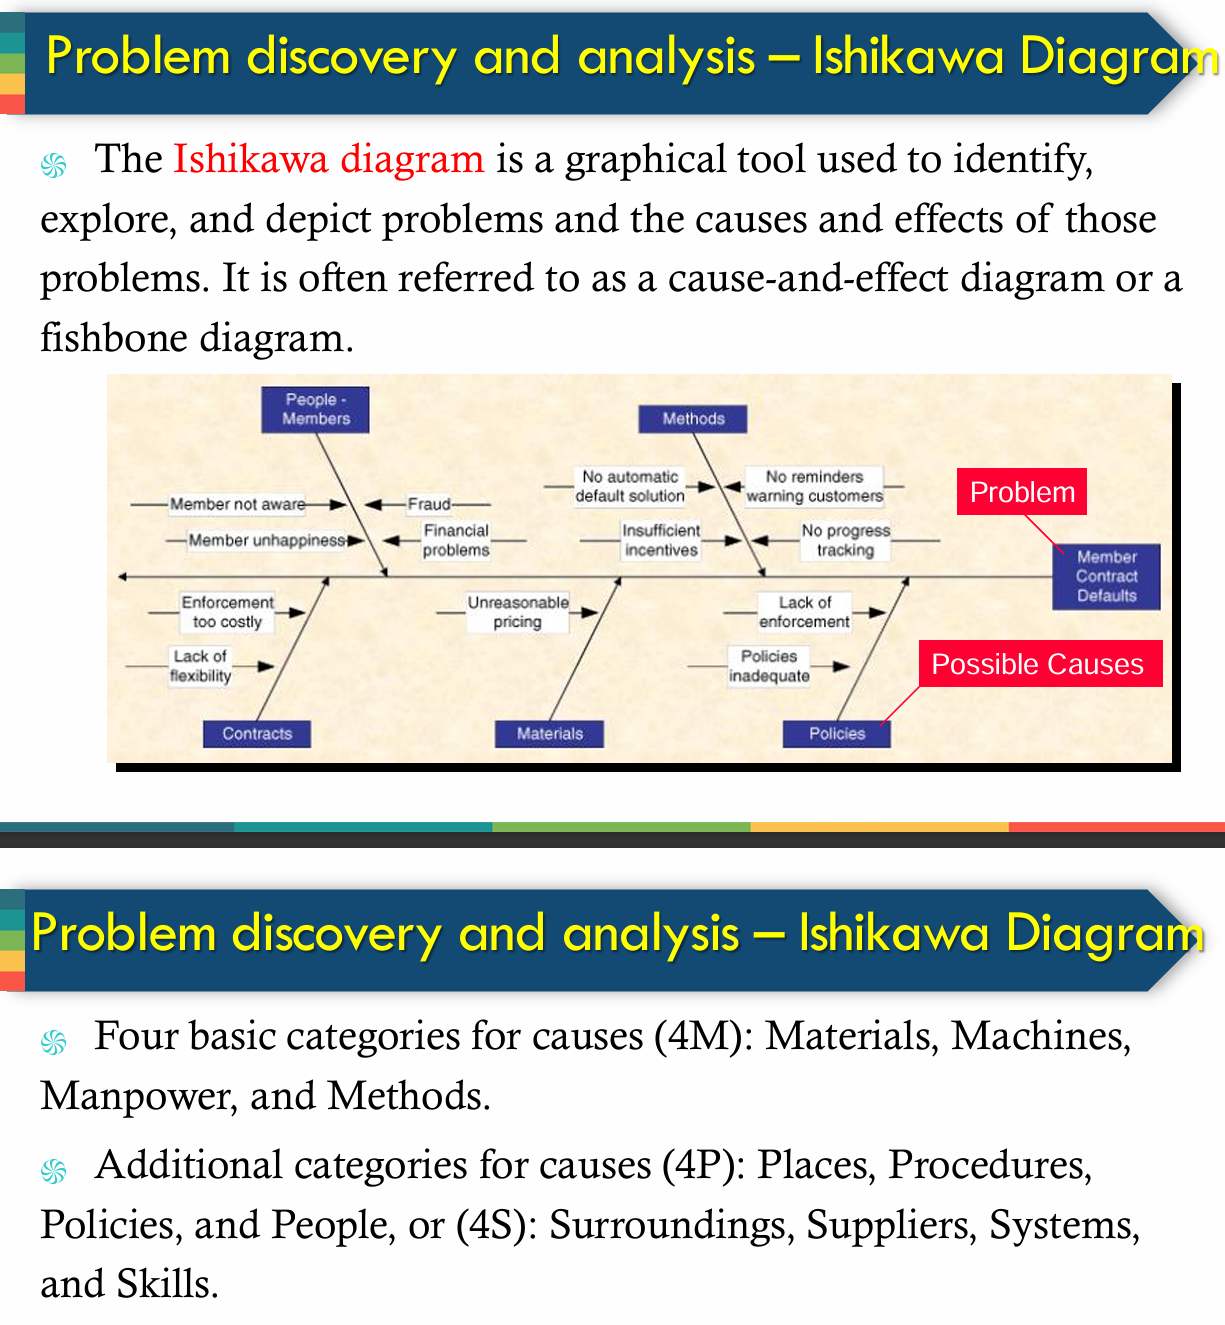 Problem discovery and analysis – Ishikawa Diagram
The Ishikawa diagram is a graphical tool used to identify,
explore, and depict problems and the causes and effects of those
problems. It is often referred to as a cause-and-effect diagram or a
fishbone diagram.
People -
Members
Methods
No automatic
default solution
No reminders
warning customers
Problem
Member not aware
Fraud
Member unhappiness
Financial
problems
Insufficient
incentives
No progress
tracking
Member
Contract
Defaults
Enforcement
too costly
Unreasonable
pricing
Lack of
enforcement
Lack of
flexibility
Policies
inadequate
Possible Causes
Contracts
Materials
Policies
Problem discovery and analysis – Ishikawa Diagram
Four basic categories for causes (4M): Materials, Machines,
Manpower, and Methods.
Additional categories for causes (4P): Places, Procedures,
Policies, and People, or (4S): Surroundings, Suppliers, Systems,
and Skills.